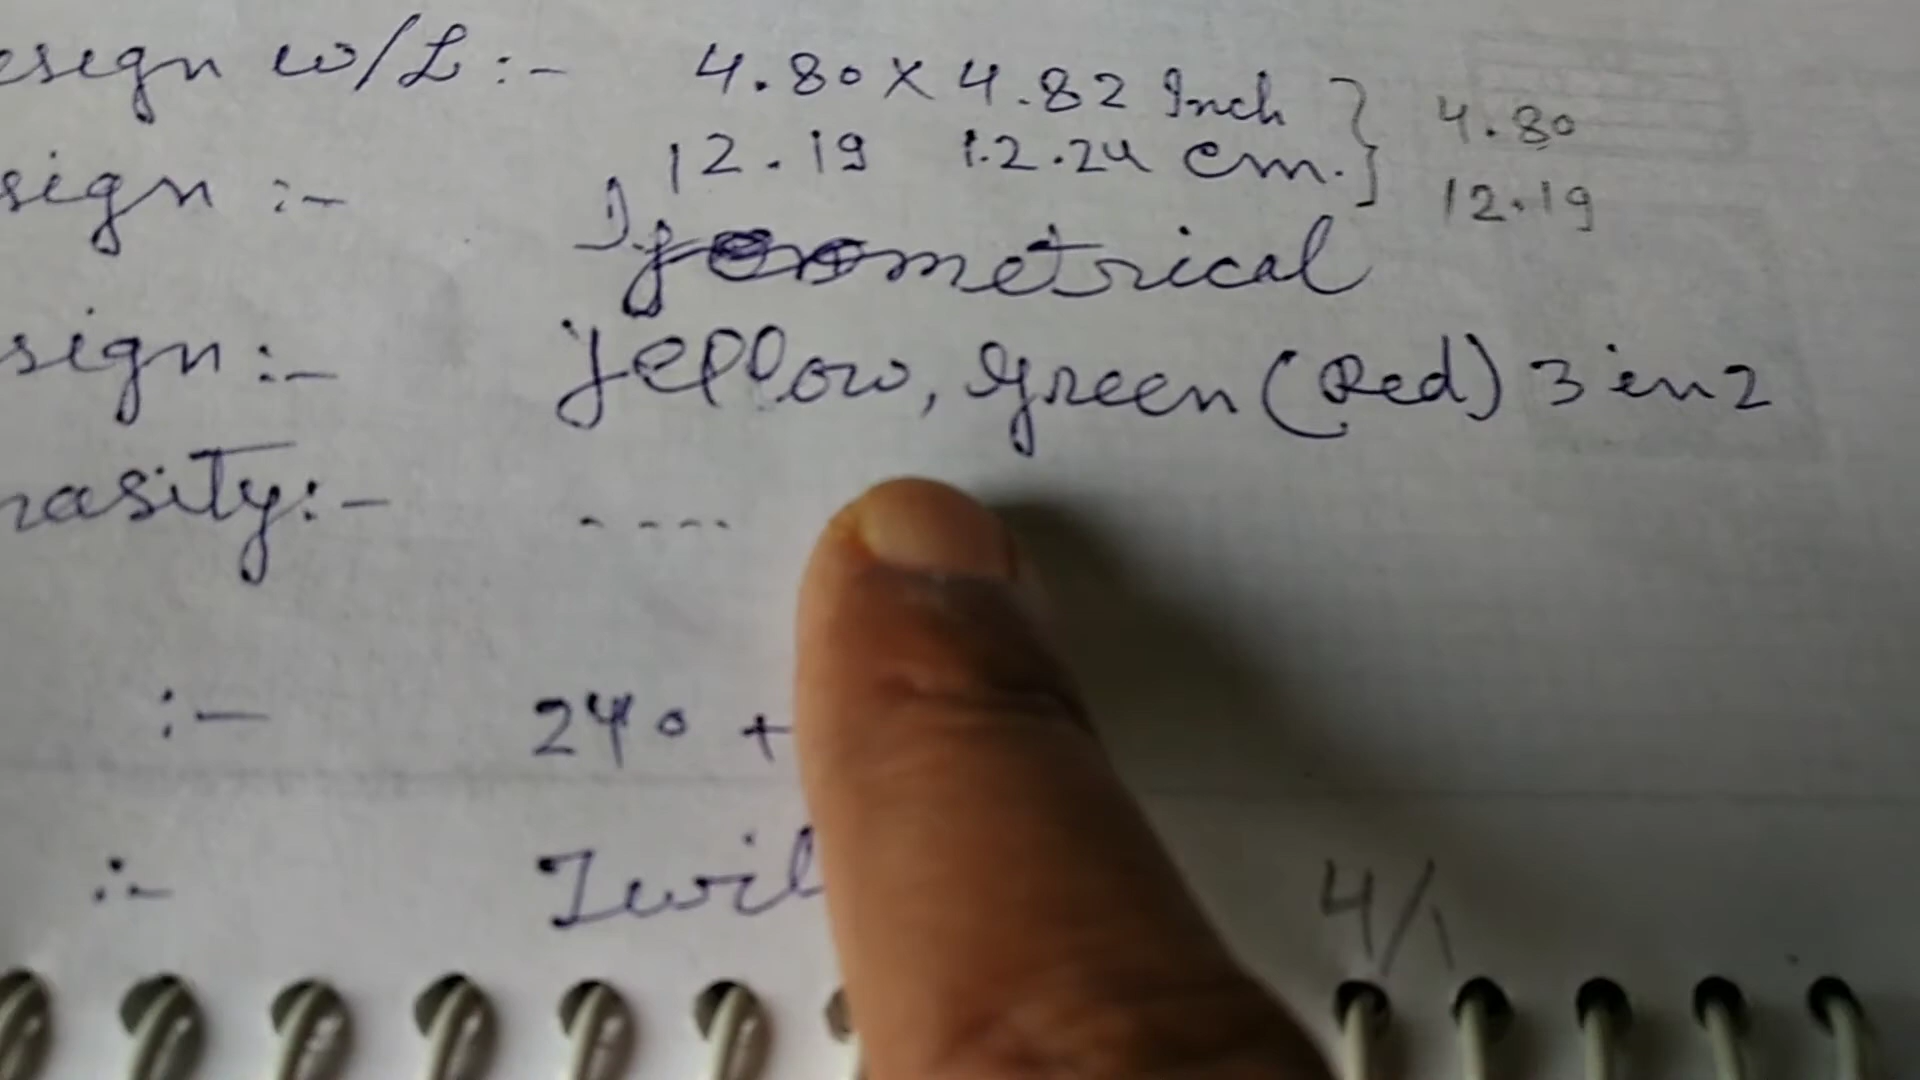 esign w/L :- 4.80 X 4.82 Inch } 4.80
12.19 12.24 cm. } 12.19
sign :- metrical
sign :- Yellow, Green (Red) 3 in 2
rasity :- ----
:- 240 +
:- Twil 4/1